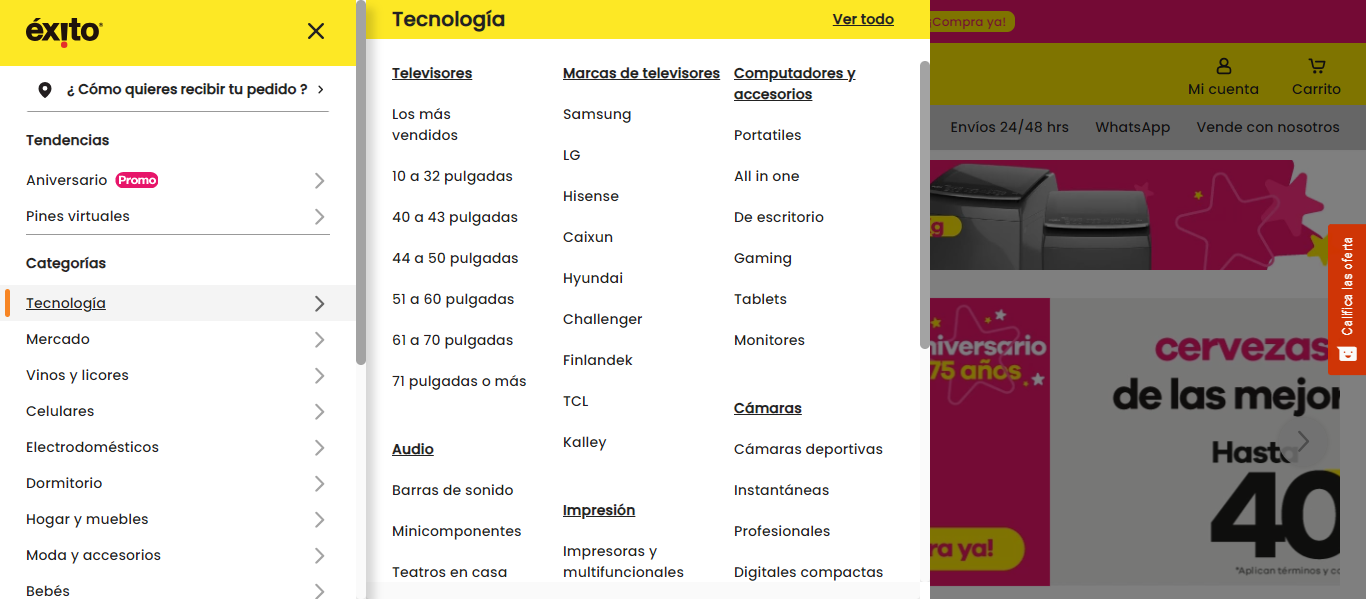 éxito
¿ Cómo quieres recibir tu pedido ?
Tendencias
Aniversario Promo
Pines virtuales
Categorías
Tecnología
Mercado
Vinos y licores
Celulares
Electrodomésticos
Dormitorio
Hogar y muebles
Moda y accesorios
Bebés
Tecnología
Ver todo
Televisores
Los más
vendidos
10 a 32 pulgadas
40 a 43 pulgadas
44 a 50 pulgadas
51 a 60 pulgadas
61 a 70 pulgadas
71 pulgadas o más
Audio
Barras de sonido
Minicomponentes
Teatros en casa
Marcas de televisores
Samsung
LG
Hisense
Caixun
Hyundai
Challenger
Finlandek
TCL
Kalley
Impresión
Impresoras y
multifuncionales
Computadores y
accesorios
Portatiles
All in one
De escritorio
Gaming
Tablets
Monitores
Cámaras
Cámaras deportivas
Instantáneas
Profesionales
Digitales compactas
¡Compra ya!
Mi cuenta
Carrito
Envíos 24/48 hrs
WhatsApp
Vende con nosotros
g
niversario
75 años
ra ya!
cervezas
de las mejor
Hasta
40
*Aplican términos y co
Califica las oferta